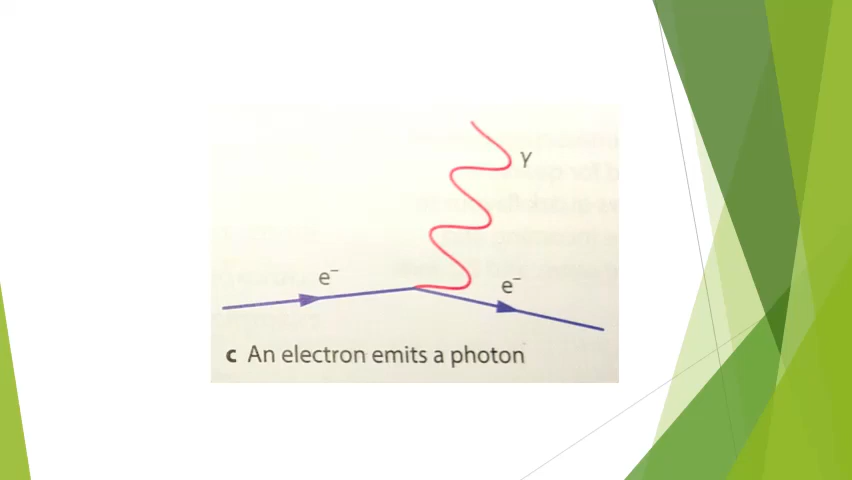 γ
e⁻
e⁻
c An electron emits a photon